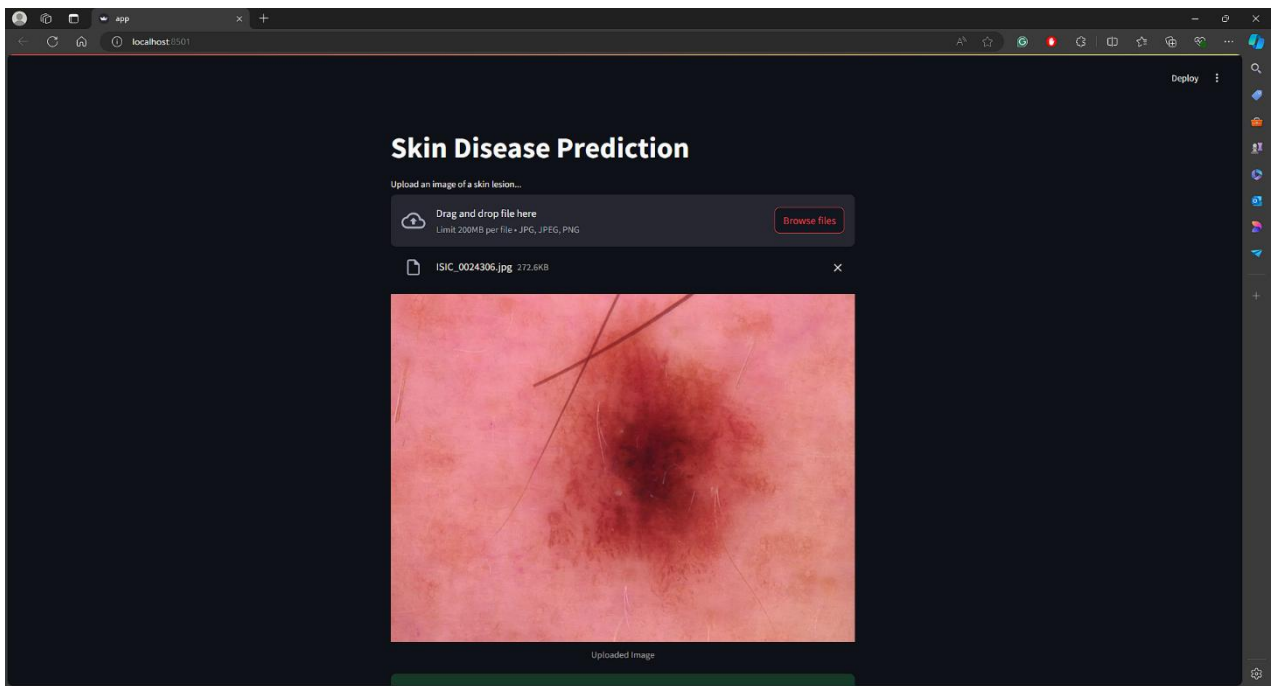 app
localhost:8501
Deploy
Skin Disease Prediction
Upload an image of a skin lesion...
Drag and drop file here
Limit 200MB per file • JPG, JPEG, PNG
Browse files
ISIC_0024306.jpg 272.6KB
Uploaded Image